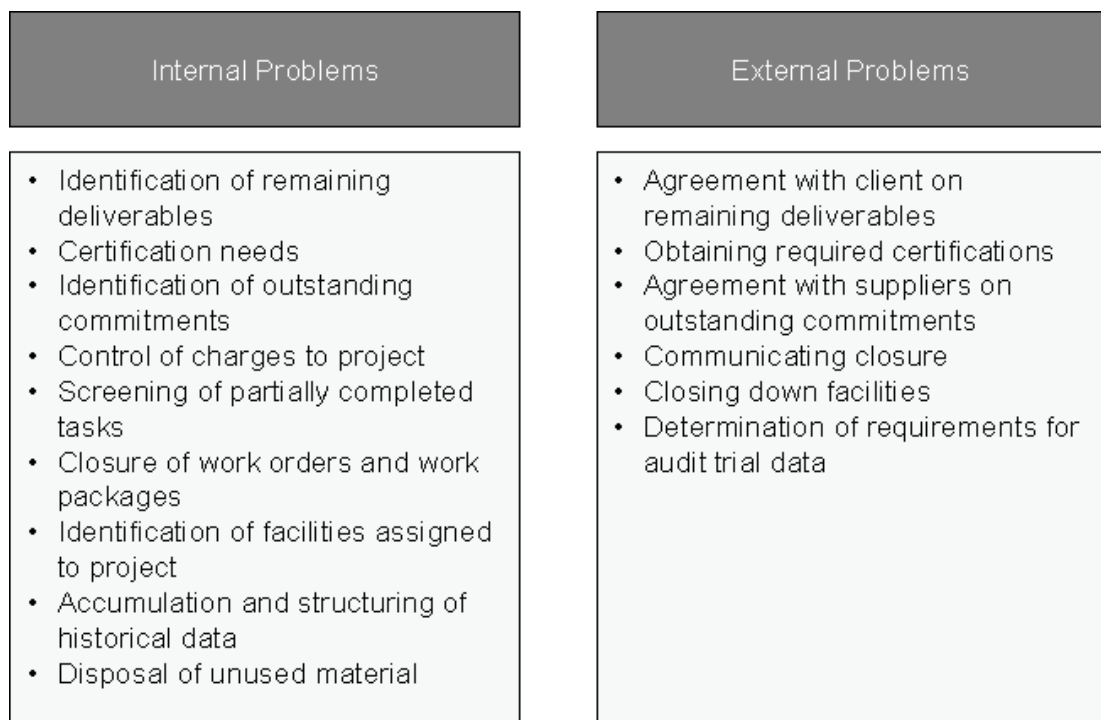 Internal Problems
• Identification of remaining
deliverables
• Certification needs
• Identification of outstanding
commitments
• Control of charges to project
• Screening of partially completed
tasks
• Closure of work orders and work
packages
• Identification of facilities assigned
to project
• Accumulation and structuring of
historical data
• Disposal of unused material
External Problems
• Agreement with client on
remaining deliverables
• Obtaining required certifications
• Agreement with suppliers on
outstanding commitments
• Communicating closure
• Closing down facilities
• Determination of requirements for
audit trial data